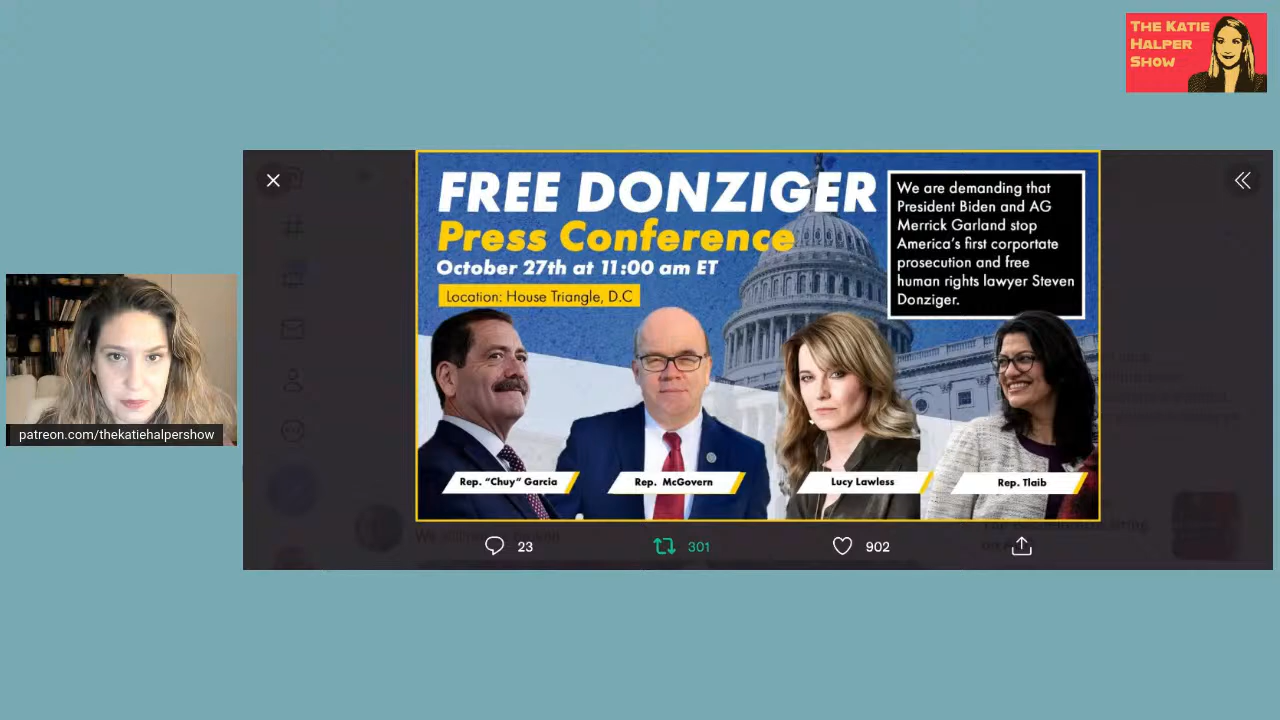 The Katie
Halper
Show
FREE DONZIGER
Press Conference
October 27th at 11:00 am ET
Location: House Triangle, D.C
We are demanding that
President Biden and AG
Merrick Garland stop
America's first corportate
prosecution and free
human rights lawyer Steven
Donziger.
Rep. “Chuy” Garcia
Rep. McGovern
Lucy Lawless
Rep. Tlaib
patreon.com/thekatiehalpershow
23
301
902